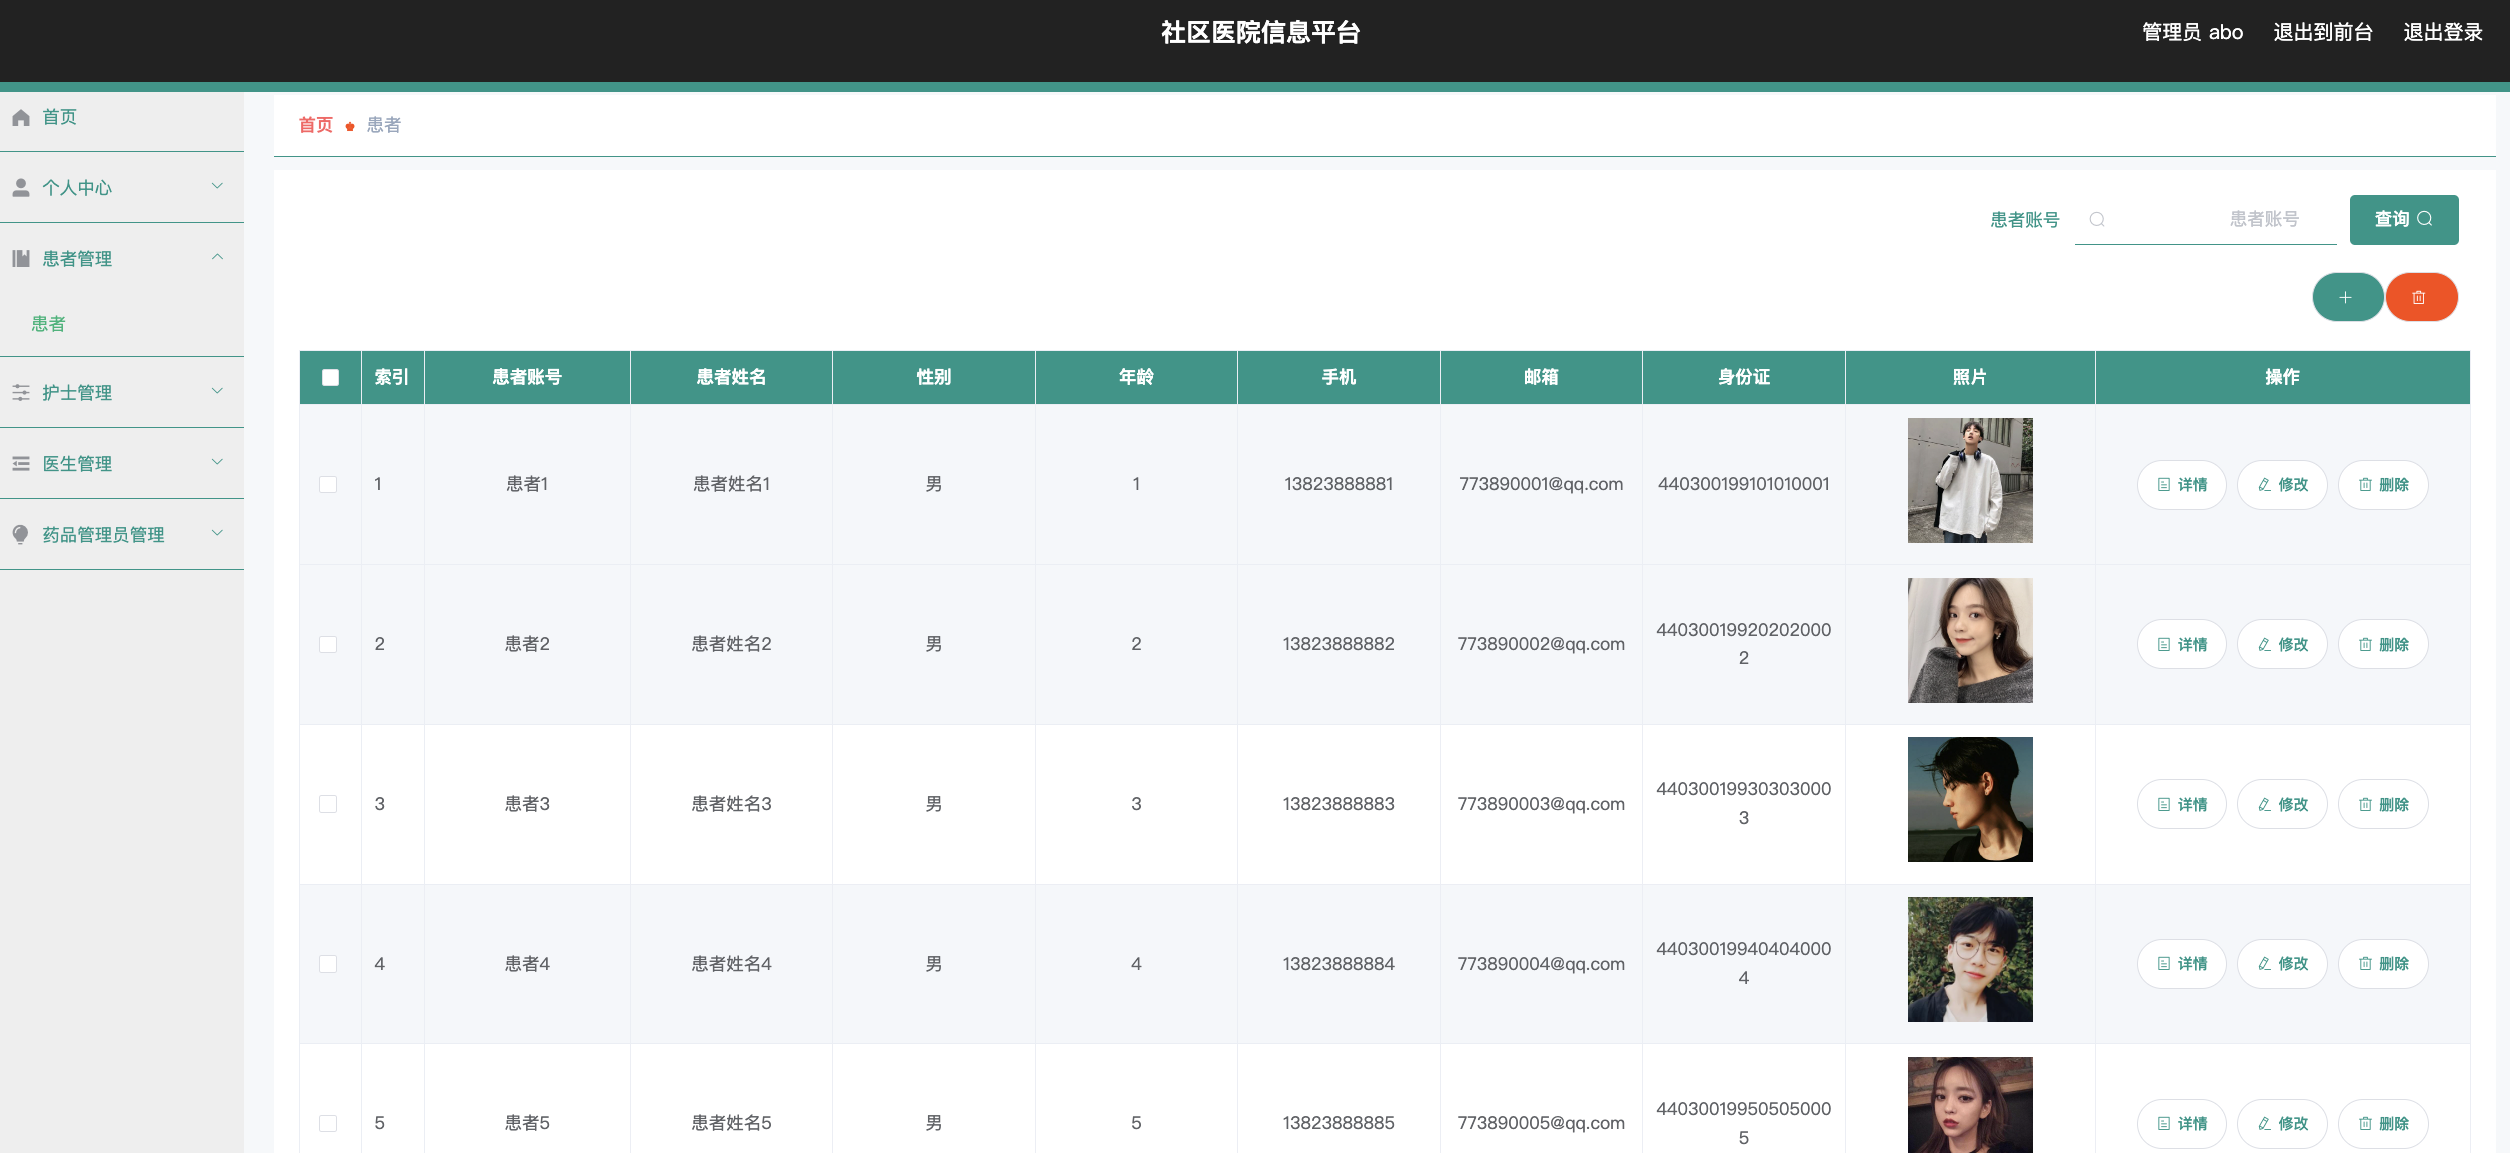 社区医院信息平台
管理员 abo 退出到前台 退出登录
首页
个人中心
患者管理
患者
护士管理
医生管理
药品管理员管理
首页 患者
患者账号 患者账号 查询
索引 患者账号 患者姓名 性别 年龄 手机 邮箱 身份证 照片 操作
1 患者1 患者姓名1 男 1 13823888881 773890001@qq.com 440300199101010001 详情 修改 删除
2 患者2 患者姓名2 男 2 13823888882 773890002@qq.com 44030019920202000 详情 修改 删除
2
3 患者3 患者姓名3 男 3 13823888883 773890003@qq.com 44030019930303000 详情 修改 删除
3
4 患者4 患者姓名4 男 4 13823888884 773890004@qq.com 44030019940404000 详情 修改 删除
4
5 患者5 患者姓名5 男 5 13823888885 773890005@qq.com 44030019950505000 详情 修改 删除
5